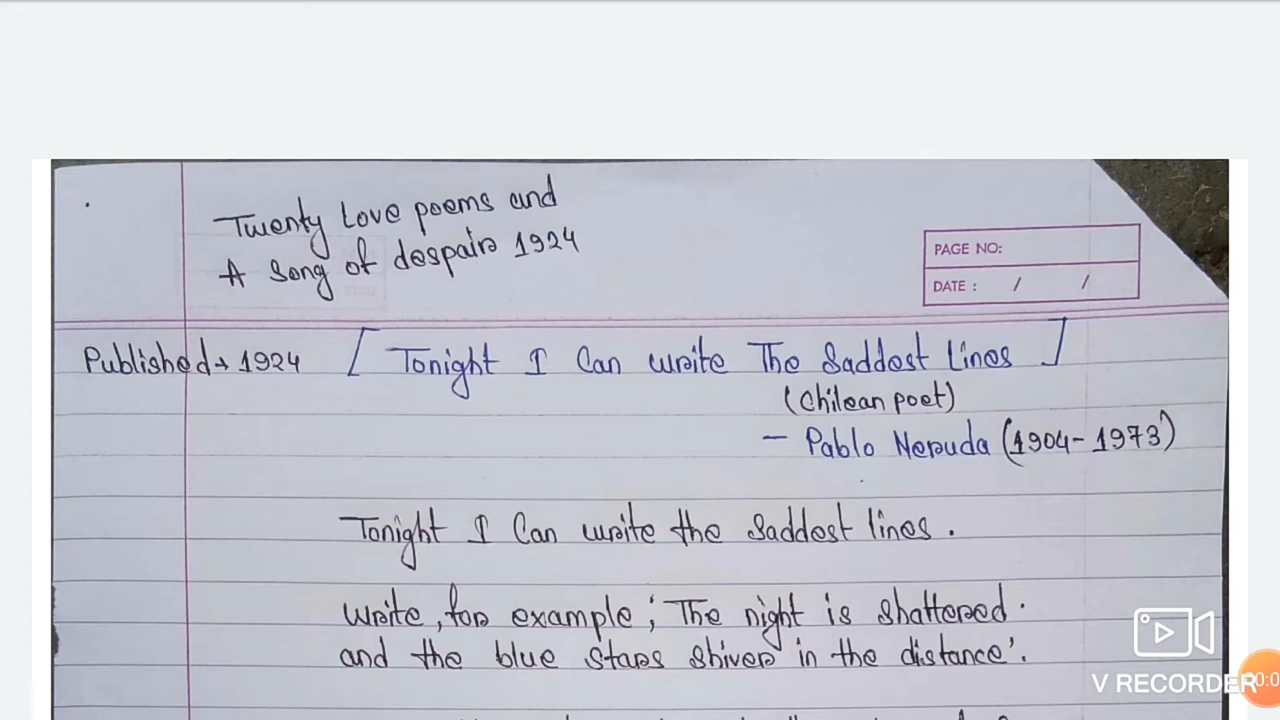 Twenty Love poems and
A Song of despair 1924
PAGE NO:
DATE : / /
Published → 1924 [ Tonight I Can write The Saddest Lines ]
(Chilean poet)
– Pablo Neruda (1904-1973)
Tonight I Can write the Saddest lines.
Write, for example, 'The night is shattered
and the blue stars shiver in the distance'.
V RECORDER